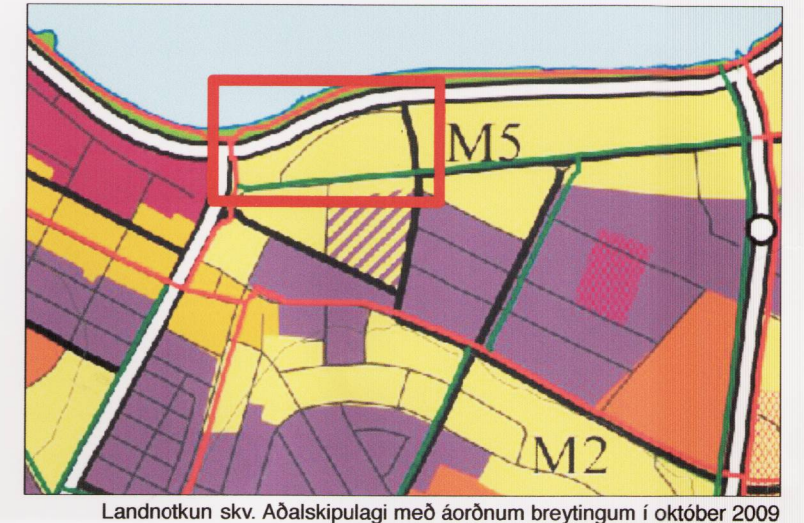 M5
M2
Landnotkun skv. Aðalskipulagi með áorðnum breytingum í október 2009